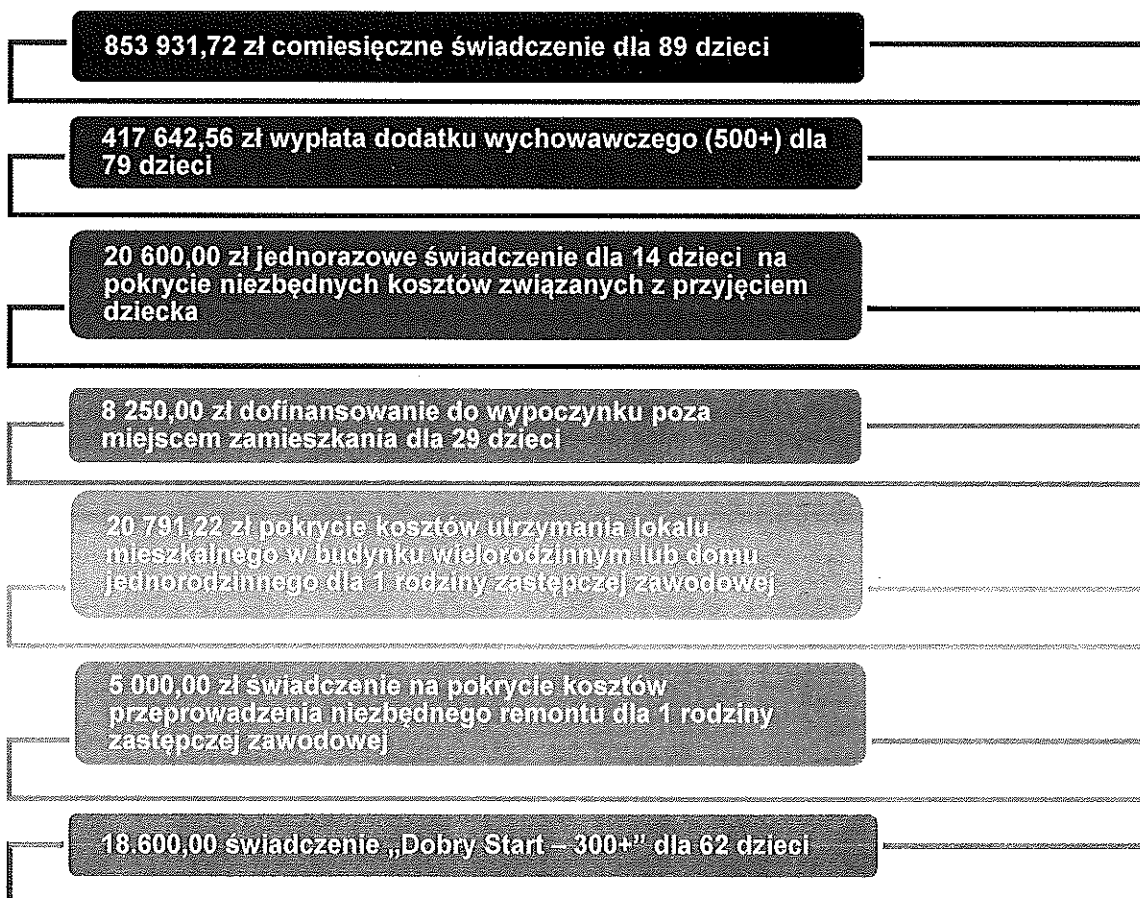 853 931,72 zł comiesięczne świadczenie dla 89 dzieci
417 642,56 zł wypłata dodatku wychowawczego (500+) dla
79 dzieci
20 600,00 zł jednorazowe świadczenie dla 14 dzieci na
pokrycie niezbędnych kosztów związanych z przyjęciem
dziecka
8 250,00 zł dofinansowanie do wypoczynku poza
miejscem zamieszkania dla 29 dzieci
20 791,22 zł pokrycie kosztów utrzymania lokalu
mieszkalnego w budynku wielorodzinnym lub domu
jednorodzinnego dla 1 rodziny zastępczej zawodowej
5 000,00 zł świadczenie na pokrycie kosztów
przeprowadzenia niezbędnego remontu dla 1 rodziny
zastępczej zawodowej
18.600,00 świadczenie „Dobry Start – 300+” dla 62 dzieci